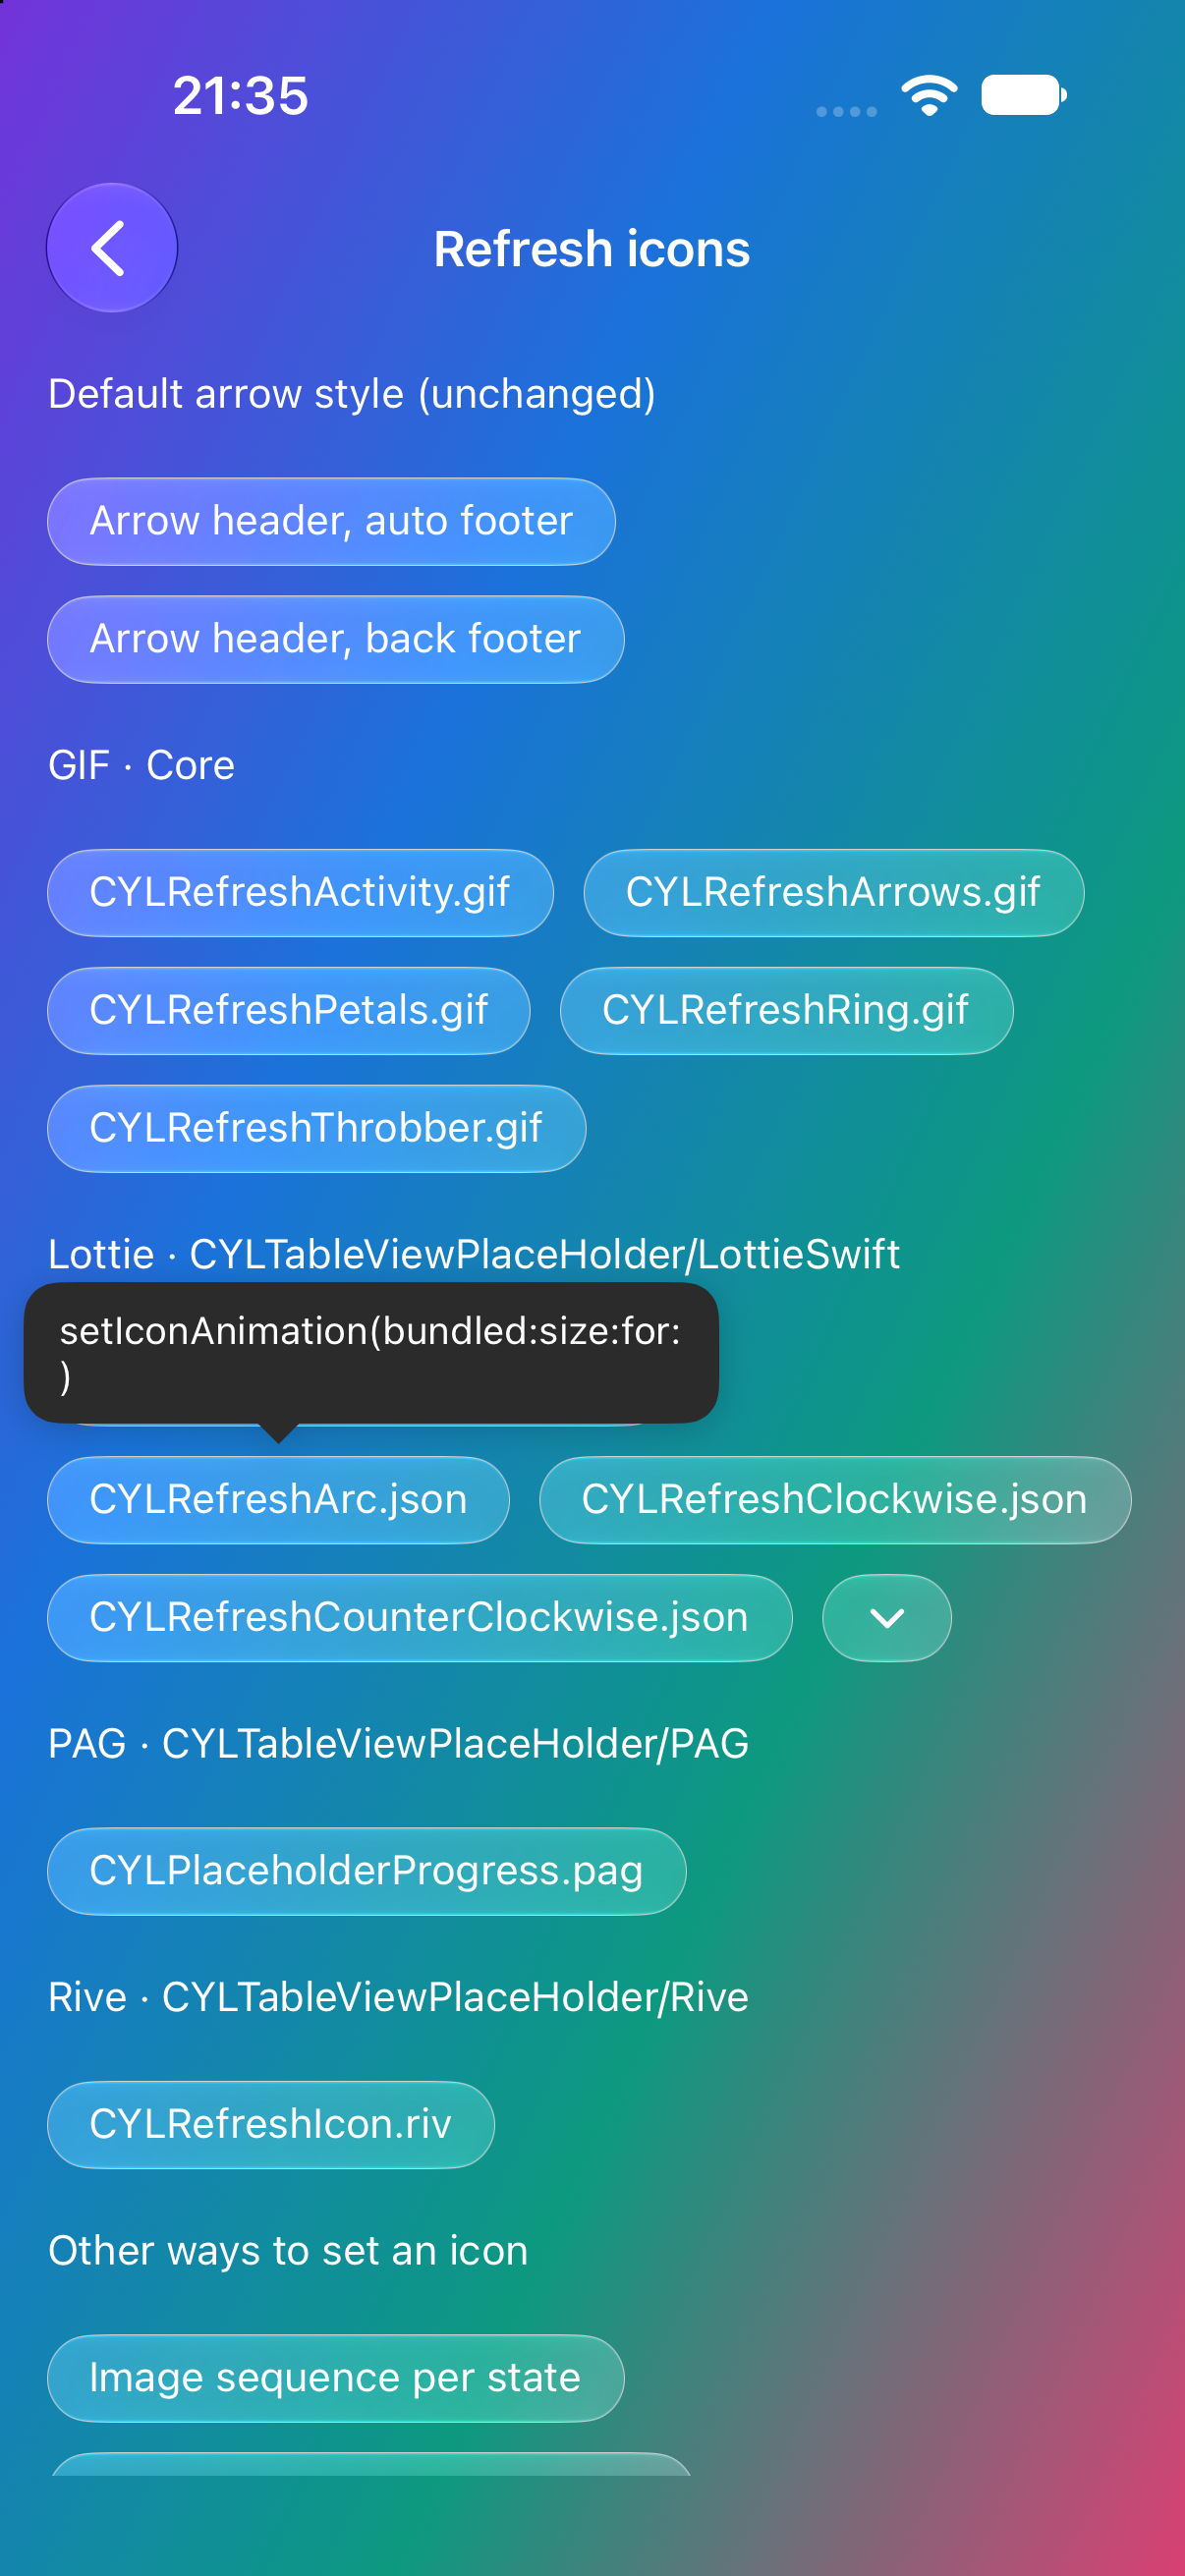 21:35
Refresh icons
Default arrow style (unchanged)
Arrow header, auto footer
Arrow header, back footer
GIF · Core
CYLRefreshActivity.gif
CYLRefreshArrows.gif
CYLRefreshPetals.gif
CYLRefreshRing.gif
CYLRefreshThrobber.gif
Lottie · CYLTableViewPlaceHolder/LottieSwift
setIconAnimation(bundled:size:for:
)
CYLRefreshArc.json
CYLRefreshClockwise.json
CYLRefreshCounterClockwise.json
PAG · CYLTableViewPlaceHolder/PAG
CYLPlaceholderProgress.pag
Rive · CYLTableViewPlaceHolder/Rive
CYLRefreshIcon.riv
Other ways to set an icon
Image sequence per state